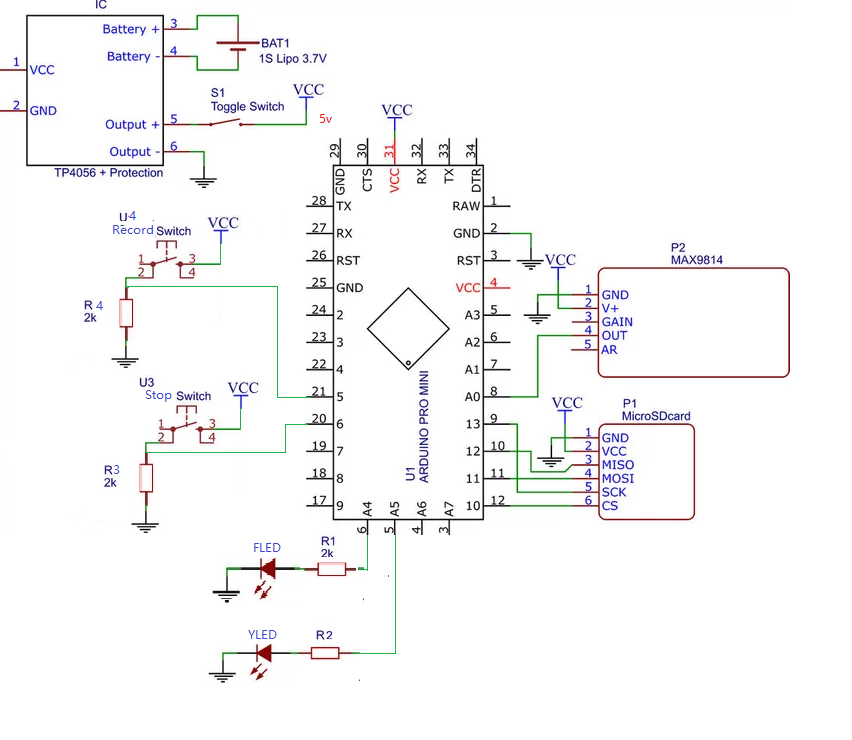 IC
1 VCC
2 GND
Battery + 3
Battery - 4
Output + 5
Output - 6
TP4056 + Protection
BAT1
1S Lipo 3.7V
S1
Toggle Switch
VCC
5v
VCC
29 30 31 32 33 34
GND CTS VCC RX TX DTR
28 TX
27 RX
26 RST
25 GND
24 2
23 3
22 4
21 5
20 6
19 7
18 8
17 9
RAW 1
GND 2
RST 3
VCC 4
A3 5
A2 6
A1 7
A0 8
13 9
12 10
11 11
10 12
A4 A5 A6 A7
6 5 4 3
U1
ARDUINO PRO MINI
U4
Record Switch
VCC
1 3
2 4
R 4
2k
U3
Stop Switch
VCC
1 3
2 4
R3
2k
P2
MAX9814
VCC
1 GND
2 V+
3 GAIN
4 OUT
5 AR
P1
MicroSDcard
VCC
1 GND
2 VCC
3 MISO
4 MOSI
5 SCK
6 CS
FLED
R1
2k
YLED
R2